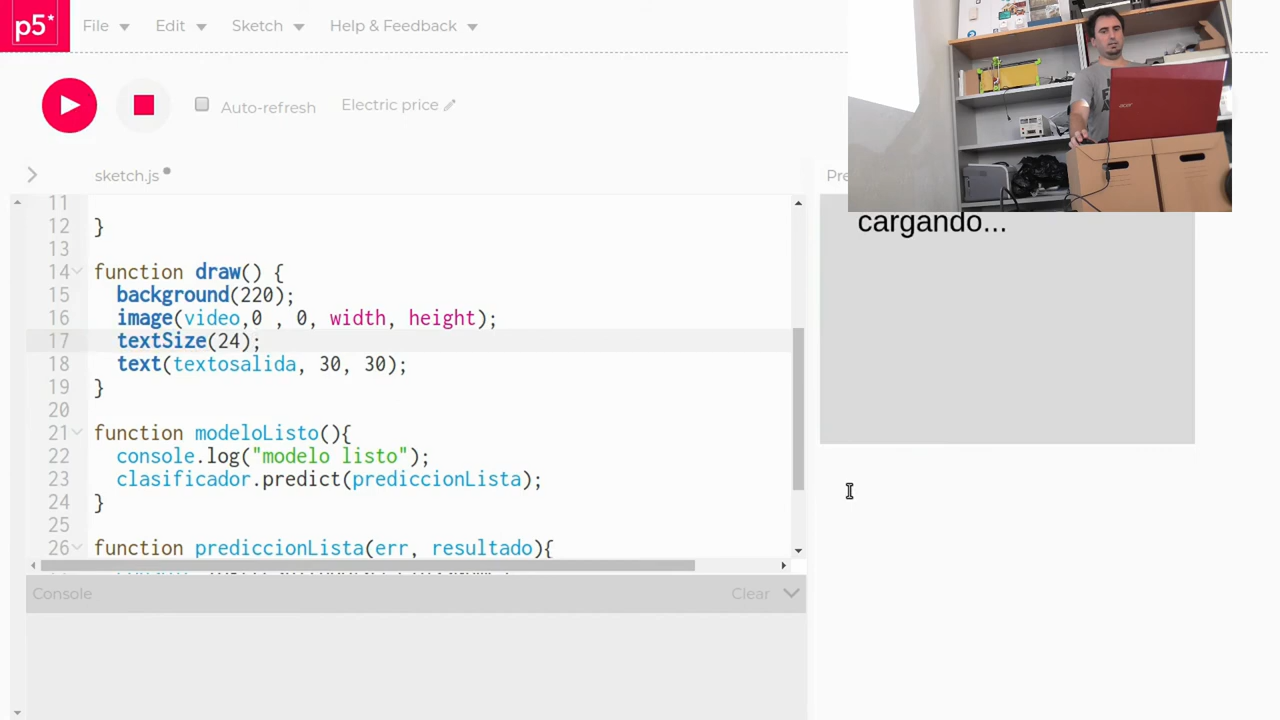 p5*
File
Edit
Sketch
Help & Feedback
Auto-refresh
Electric price
sketch.js
11
12 }
13
14 function draw() {
15 background(220);
16 image(video,0 , 0, width, height);
17 textSize(24);
18 text(textosalida, 30, 30);
19 }
20
21 function modeloListo(){
22 console.log("modelo listo");
23 clasificador.predict(prediccionLista);
24 }
25
26 function prediccionLista(err, resultado){
Console
Clear
Pre
acer
cargando...